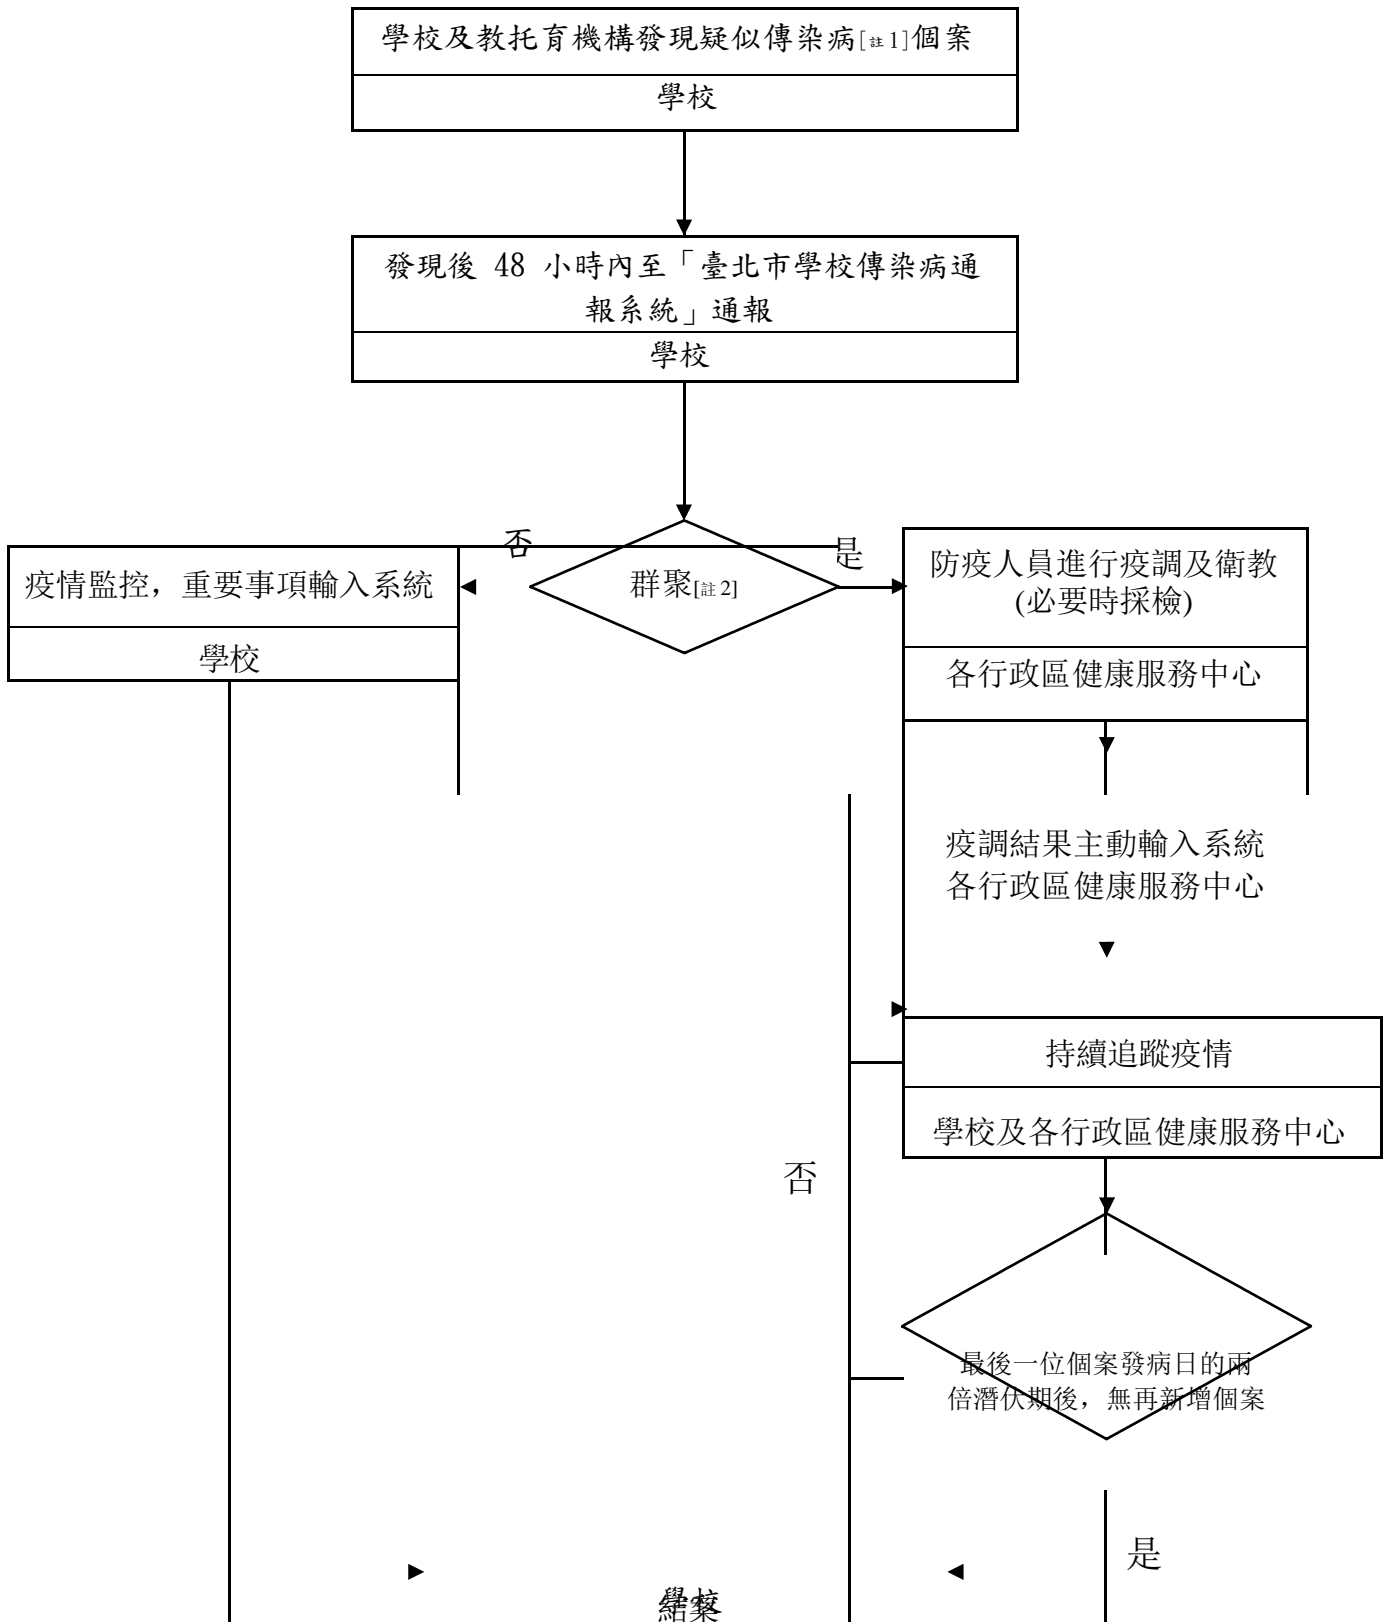 學校及教托育機構發現疑似傳染病[註1]個案
學校
發現後 48 小時內至「臺北市學校傳染病通
報系統」通報
學校
否
是
疫情監控，重要事項輸入系統
學校
群聚[註2]
防疫人員進行疫調及衛教
(必要時採檢)
各行政區健康服務中心
疫調結果主動輸入系統
各行政區健康服務中心
持續追蹤疫情
學校及各行政區健康服務中心
否
最後一位個案發病日的兩
倍潛伏期後，無再新增個案
是
學校
結案